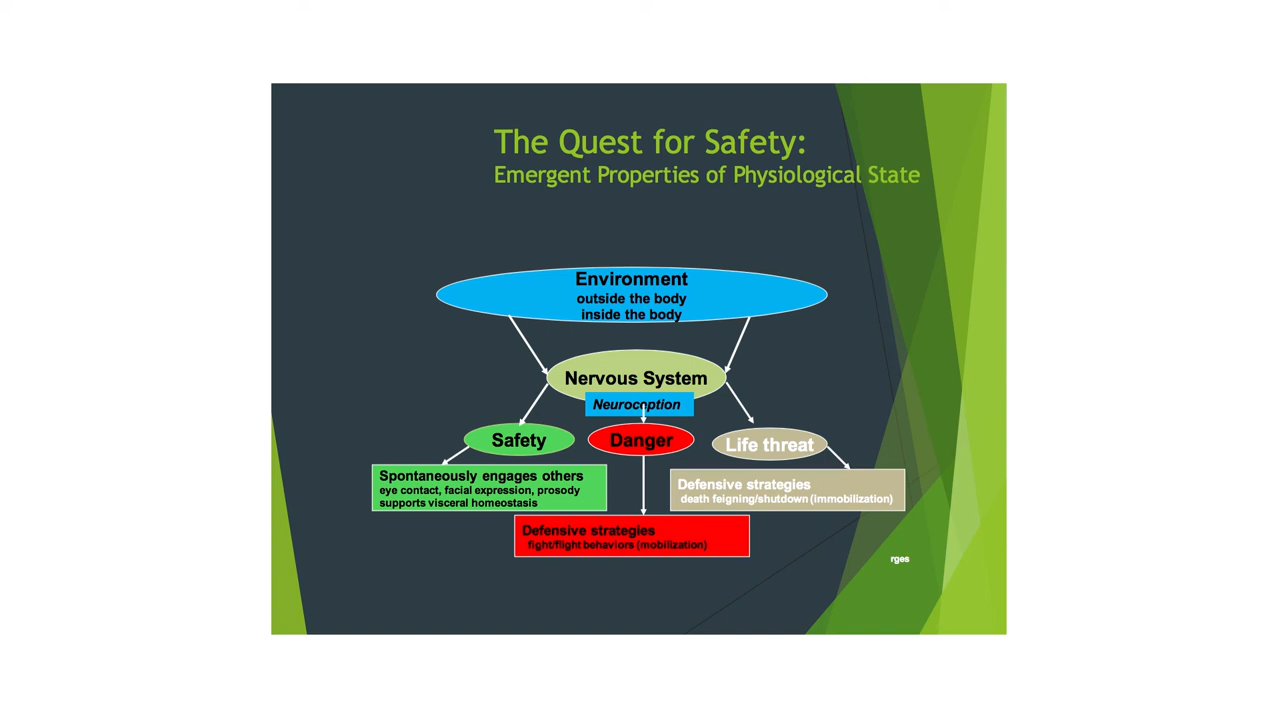 The Quest for Safety:
Emergent Properties of Physiological State
Environment
outside the body
inside the body
Nervous System
Neuroception
Safety
Danger
Life threat
Spontaneously engages others
eye contact, facial expression, prosody
supports visceral homeostasis
Defensive strategies
death feigning/shutdown (immobilization)
Defensive strategies
fight/flight behaviors (mobilization)
rges